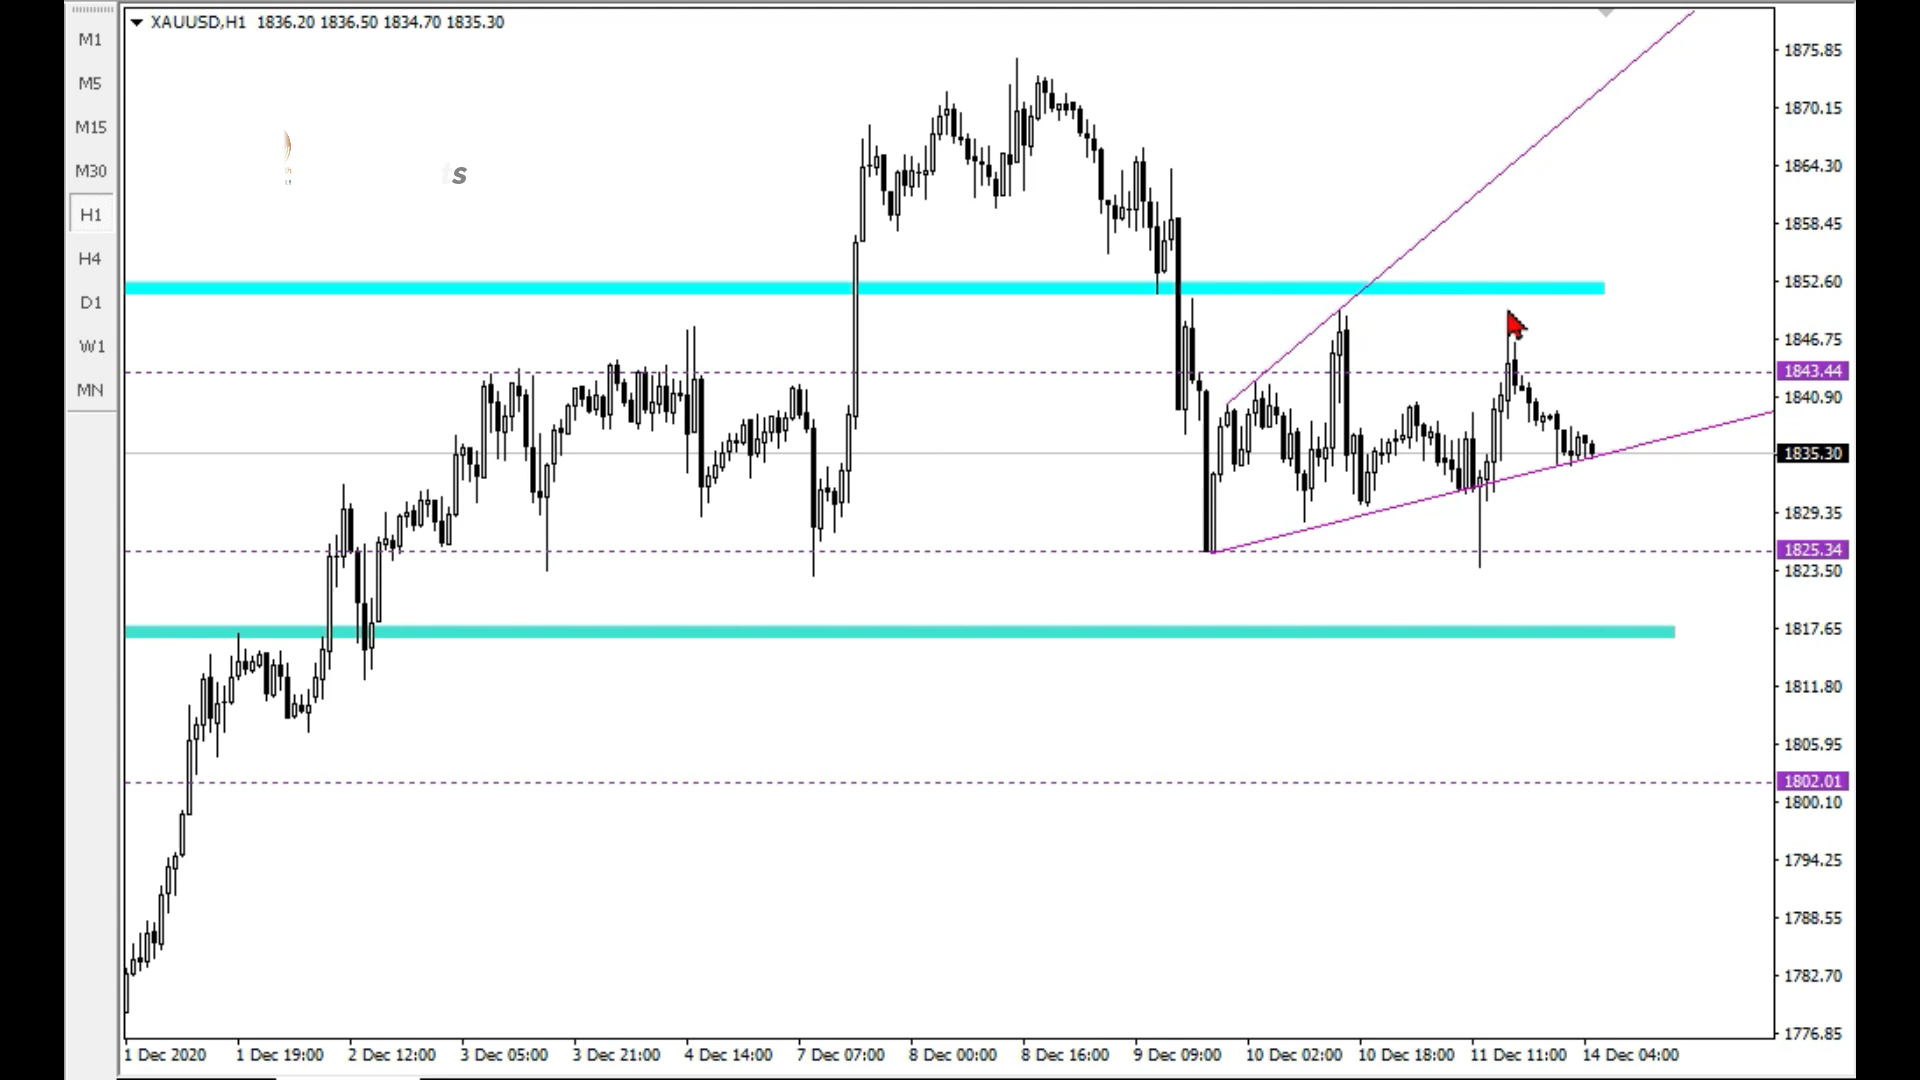 XAUUSD,H1 1836.20 1836.50 1834.70 1835.30
M1
M5
M15
M30
H1
H4
D1
W1
MN
s
1875.85
1870.15
1864.30
1858.45
1852.60
1846.75
1843.44
1840.90
1835.30
1829.35
1825.34
1823.50
1817.65
1811.80
1805.95
1802.01
1800.10
1794.25
1788.55
1782.70
1776.85
1 Dec 2020 1 Dec 19:00 2 Dec 12:00 3 Dec 05:00 3 Dec 21:00 4 Dec 14:00 7 Dec 07:00 8 Dec 00:00 8 Dec 16:00 9 Dec 09:00 10 Dec 02:00 10 Dec 18:00 11 Dec 11:00 14 Dec 04:00